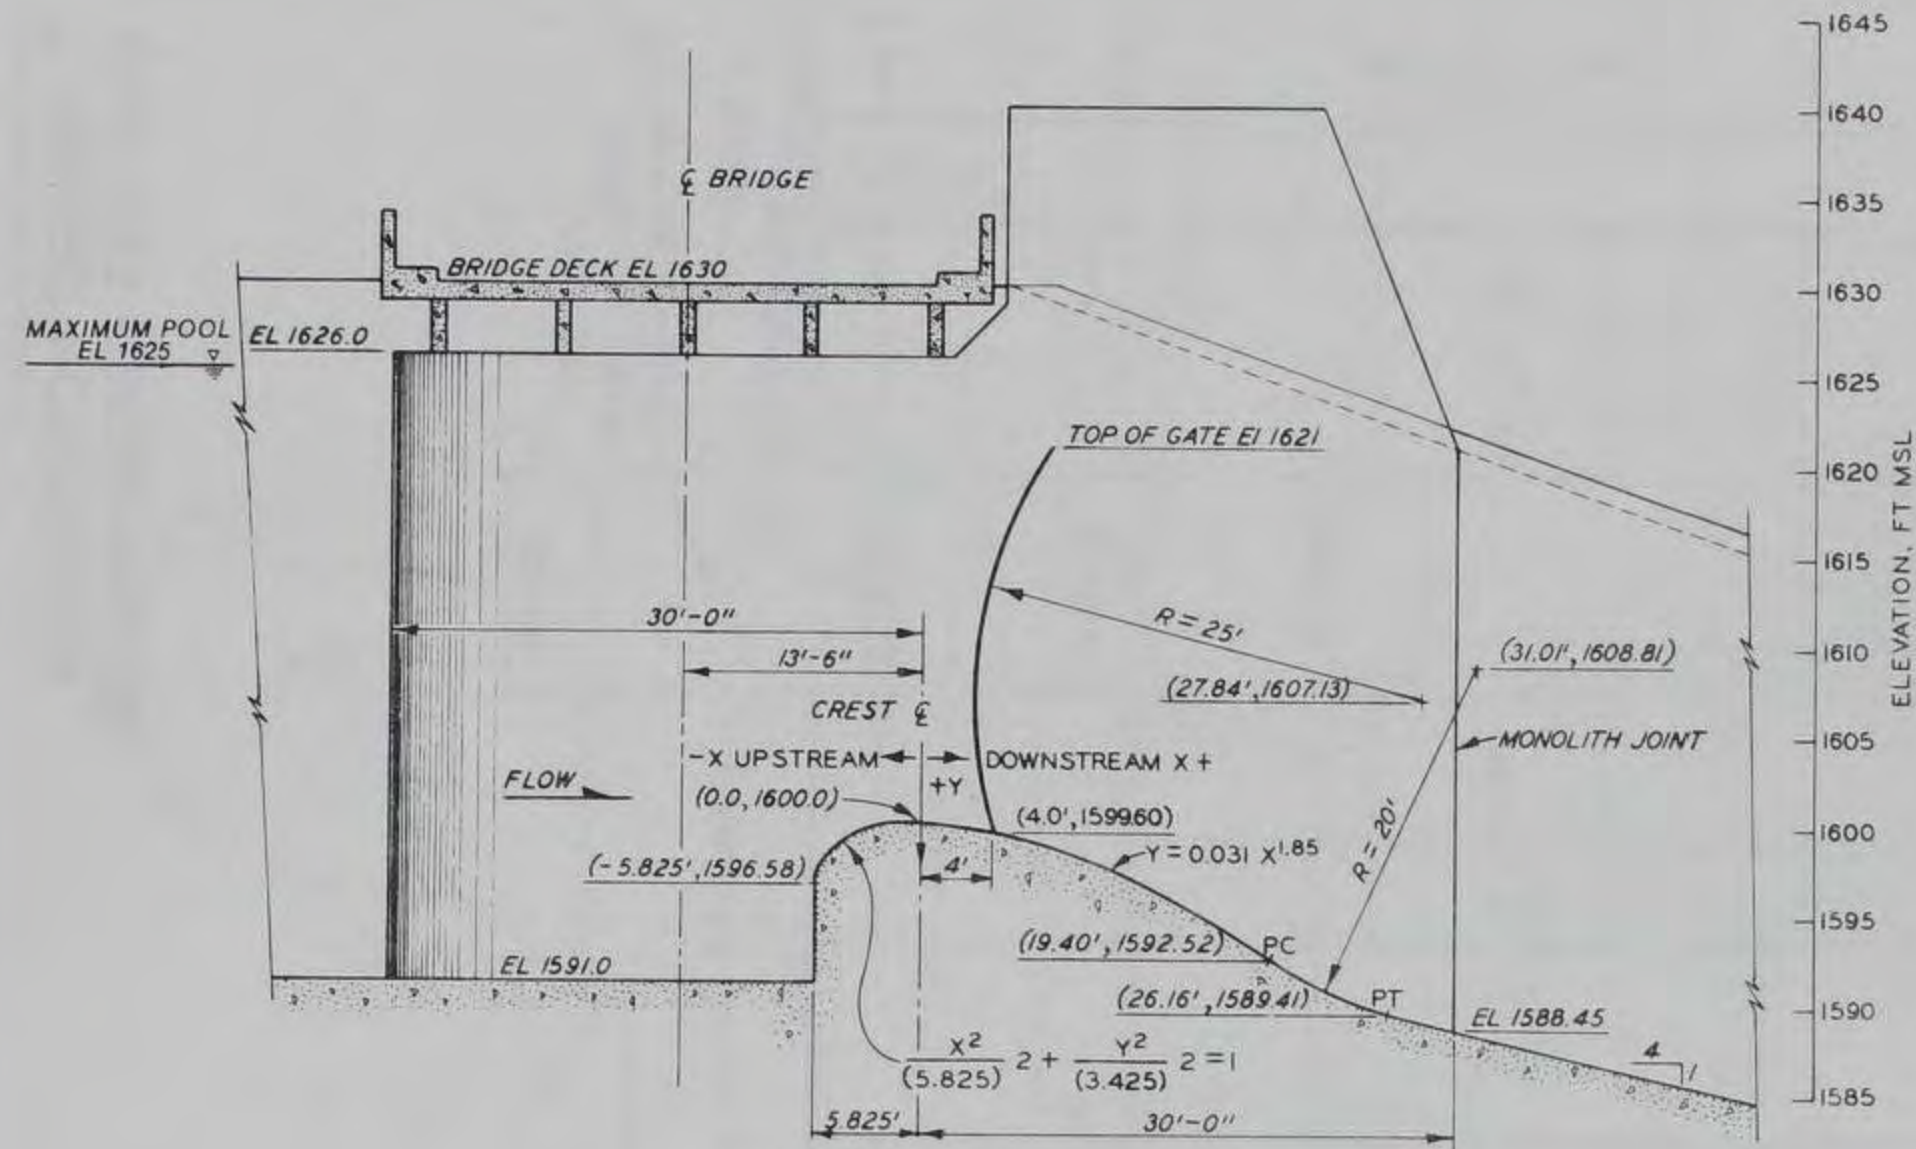 1645
1640
℄ BRIDGE
1635
BRIDGE DECK EL 1630
1630
MAXIMUM POOL
EL 1625
EL 1626.0
1625
TOP OF GATE El 1621
1620
ELEVATION, FT MSL
1615
30'-0"
R = 25'
13'-6"
(31.01', 1608.81)
1610
(27.84', 1607.13)
CREST ℄
MONOLITH JOINT
1605
-X UPSTREAM
DOWNSTREAM X +
FLOW
+Y
(0.0, 1600.0)
(4.0', 1599.60)
1600
Y = 0.031 X^1.85
R = 20'
(-5.825', 1596.58)
4'
1595
(19.40', 1592.52)
PC
EL 1591.0
(26.16', 1589.41)
PT
1590
EL 1588.45
X²/(5.825) 2 + Y²/(3.425) 2 = 1
4
1
1585
5.825'
30'-0"